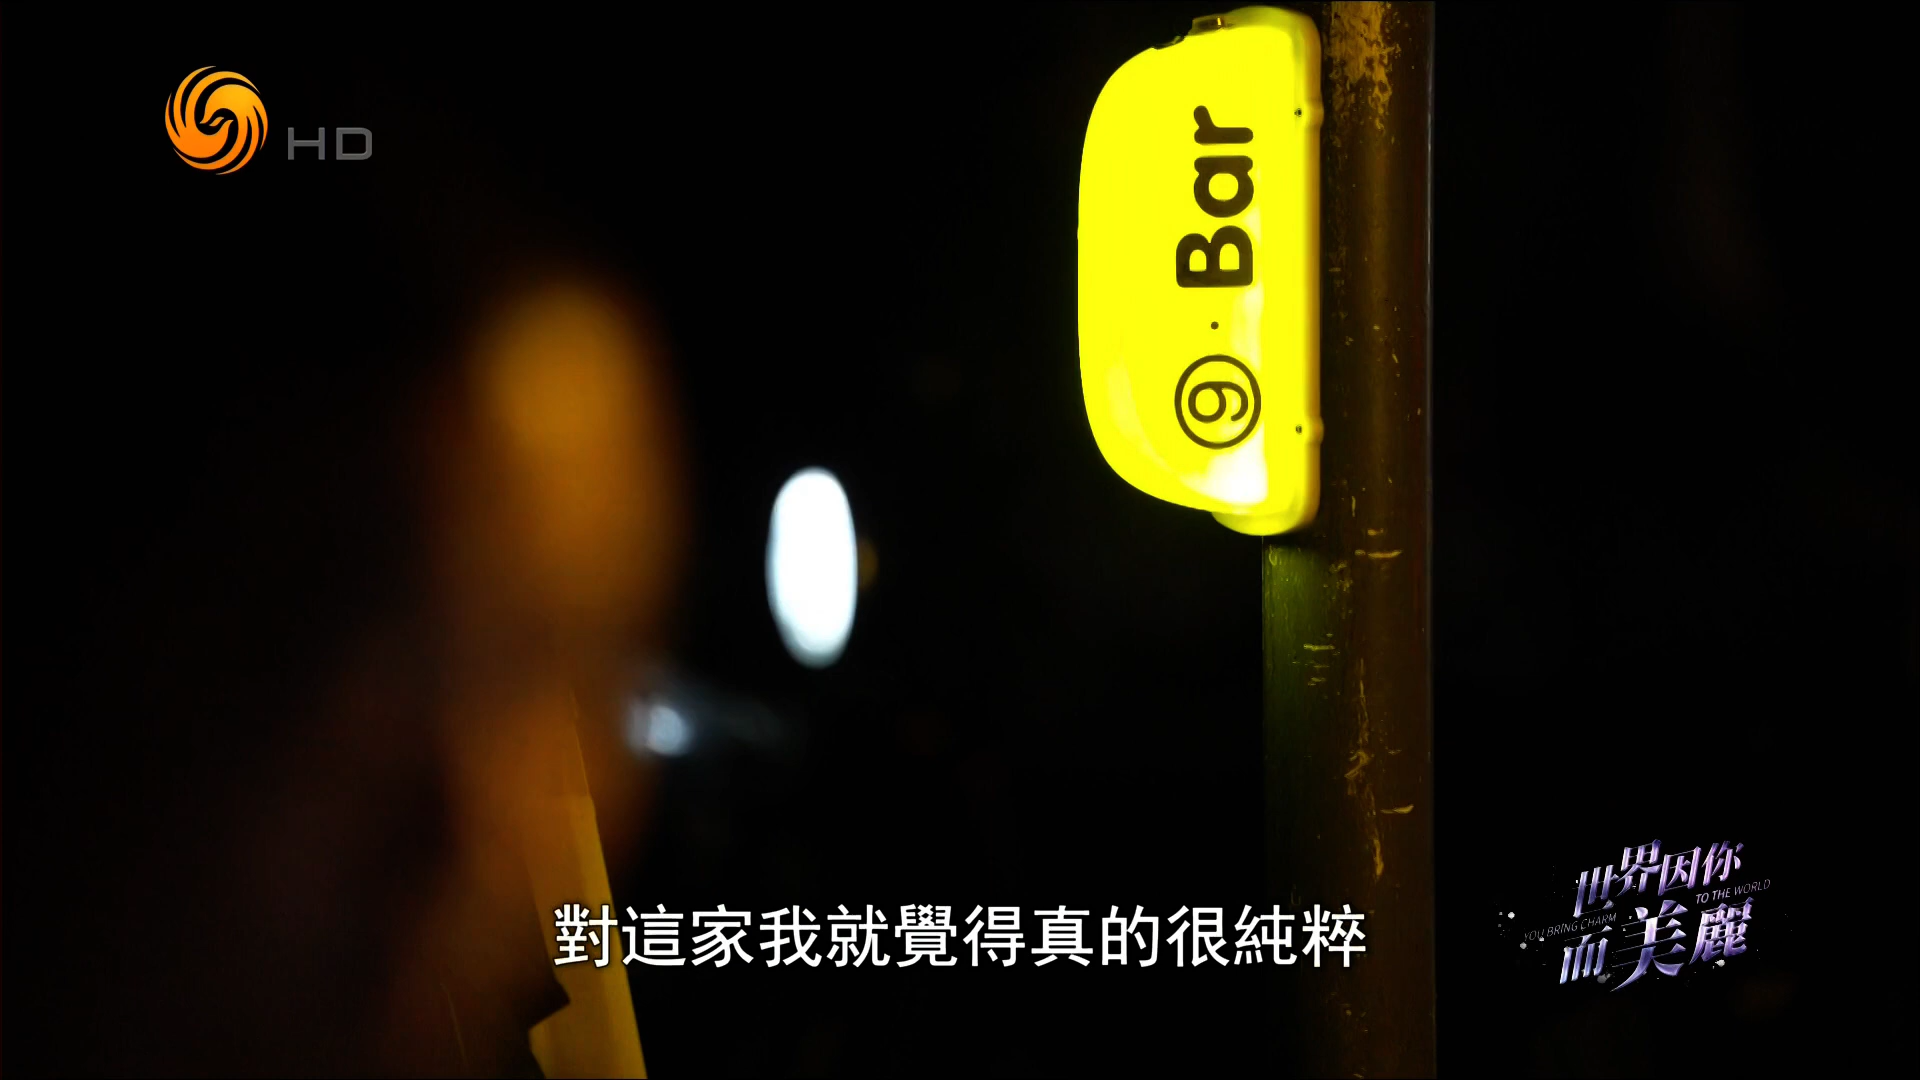 HD
⑨·Bar
世界因你
TO THE WORLD
YOU BRING CHARM
而美麗
對這家我就覺得真的很純粹